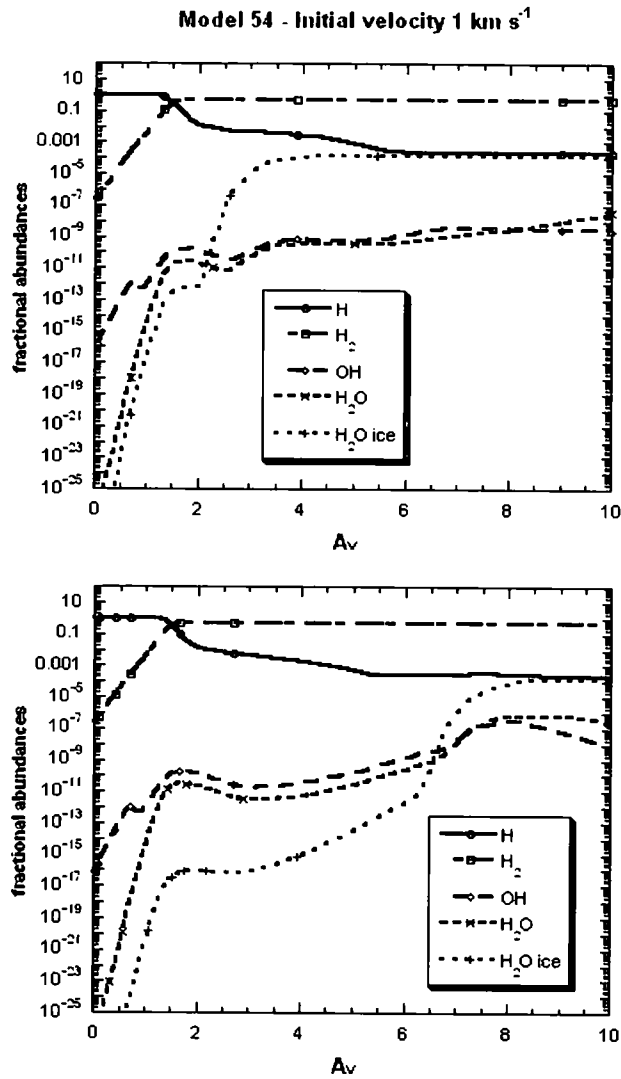 Model 54 - Initial velocity 1 km s⁻¹
fractional abundances
10
0.1
0.001
10⁻⁵
10⁻⁷
10⁻⁹
10⁻¹¹
10⁻¹³
10⁻¹⁵
10⁻¹⁷
10⁻¹⁹
10⁻²¹
10⁻²³
10⁻²⁵
H
H₂
OH
H₂O
H₂O ice
0 2 4 6 8 10
Av
fractional abundances
10
0.1
0.001
10⁻⁵
10⁻⁷
10⁻⁹
10⁻¹¹
10⁻¹³
10⁻¹⁵
10⁻¹⁷
10⁻¹⁹
10⁻²¹
10⁻²³
10⁻²⁵
H
H₂
OH
H₂O
H₂O ice
0 2 4 6 8 10
Av